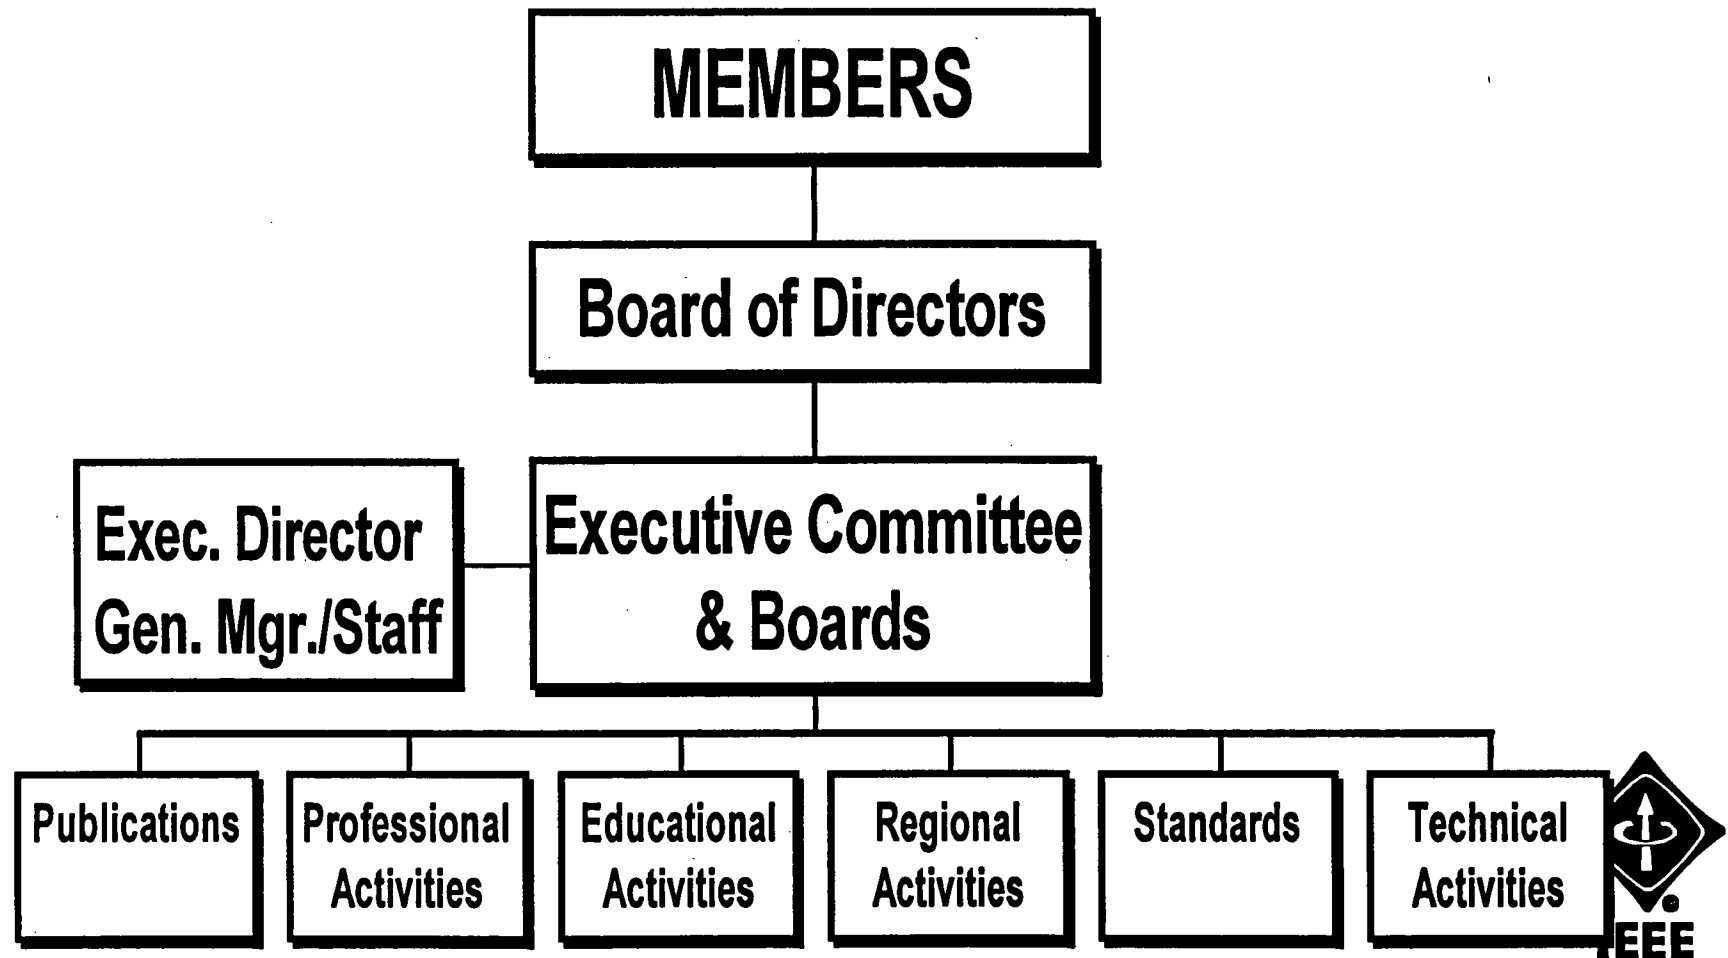 MEMBERS
Board of Directors
Exec. Director
Gen. Mgr./Staff
Executive Committee
& Boards
Publications
Professional
Activities
Educational
Activities
Regional
Activities
Standards
Technical
Activities
IEEE